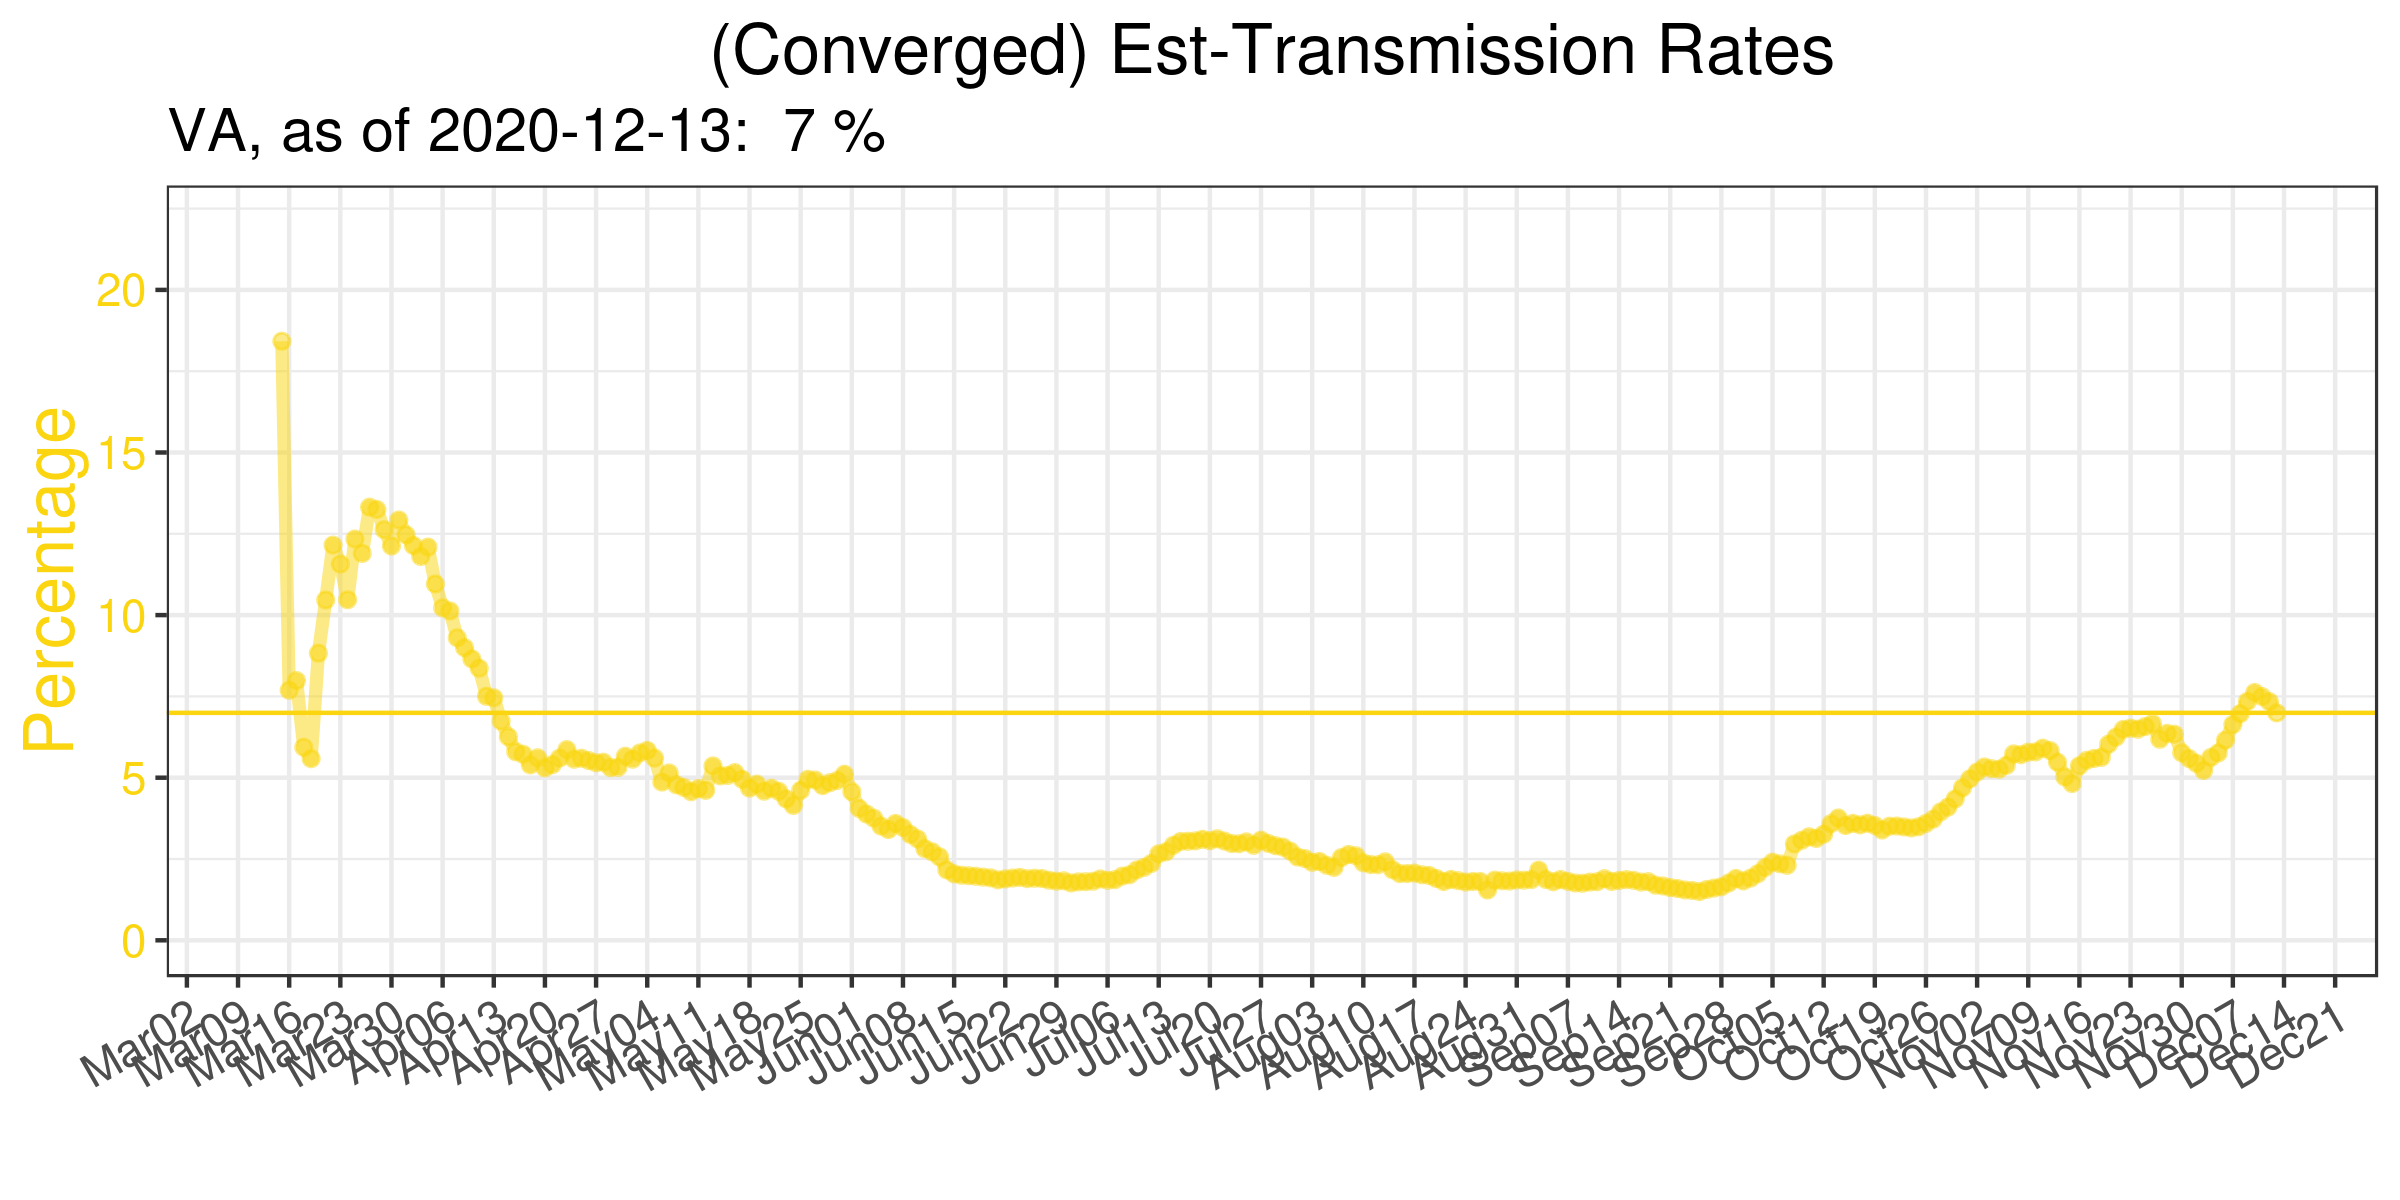 (Converged) Est-Transmission Rates
VA, as of 2020-12-13:  7 %
Percentage
20
15
10
5
0
Mar02
Mar09
Mar16
Mar23
Mar30
Apr06
Apr13
Apr20
Apr27
May04
May11
May18
May25
Jun01
Jun08
Jun15
Jun22
Jun29
Jul06
Jul13
Jul20
Jul27
Aug03
Aug10
Aug17
Aug24
Aug31
Sep07
Sep14
Sep21
Sep28
Oct05
Oct12
Oct19
Oct26
Nov02
Nov09
Nov16
Nov23
Nov30
Dec07
Dec14
Dec21